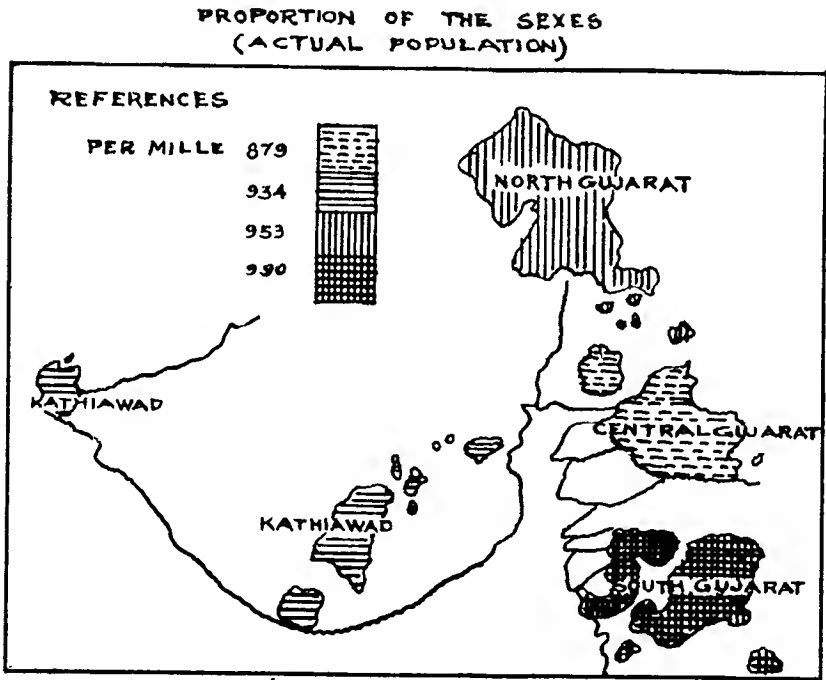 PROPORTION OF THE SEXES
(ACTUAL POPULATION)
REFERENCES
PER MILLE 879
934
953
990
NORTH GUJARAT
KATHIAWAD
CENTRAL GUJARAT
KATHIAWAD
SOUTH GUJARAT